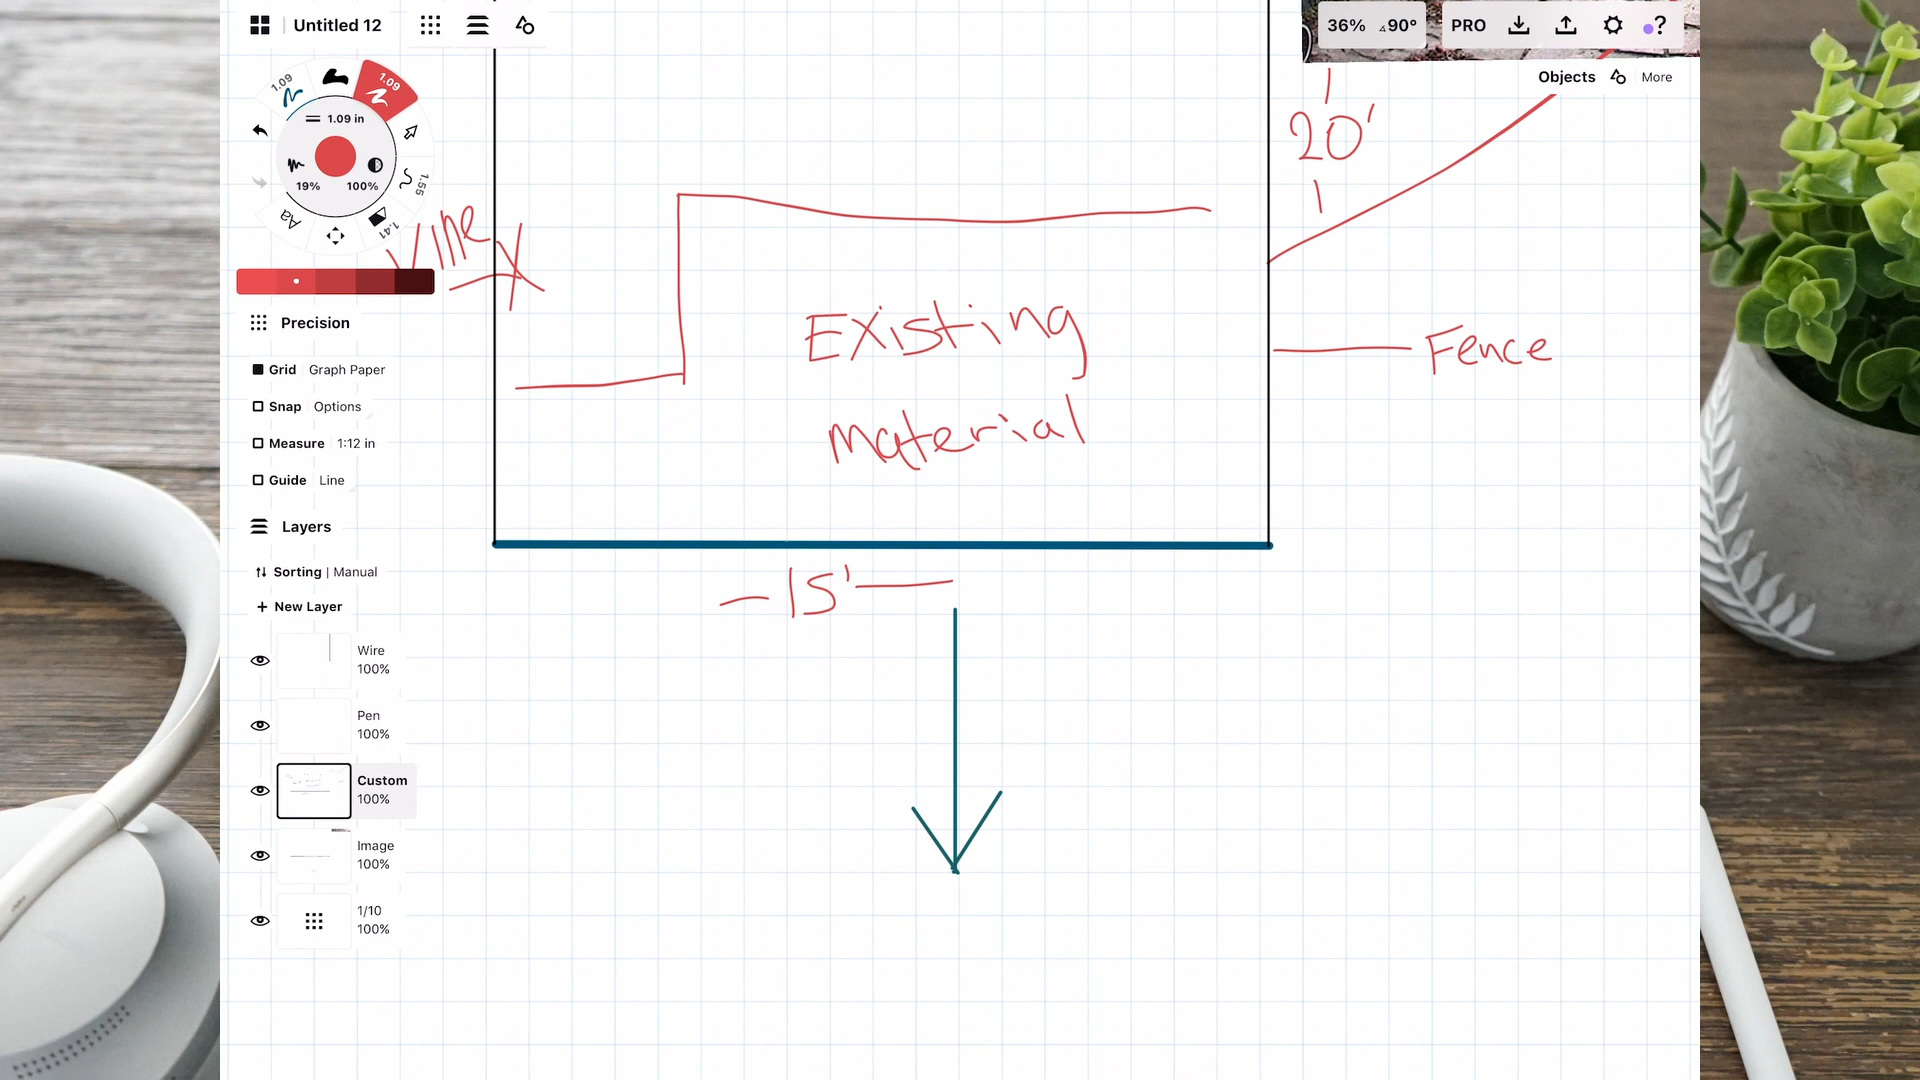 Untitled 12
36% 90° PRO ?
Objects More
1.09
1.09
1.09 in
19% 100%
1.55
1.41
Aa
20'
Vine
X
Precision
Grid Graph Paper
Snap Options
Measure 1:12 in
Guide Line
Existing
Material
Fence
Layers
Sorting | Manual
+ New Layer
15'
Wire
100%
Pen
100%
Custom
100%
Image
100%
1/10
100%